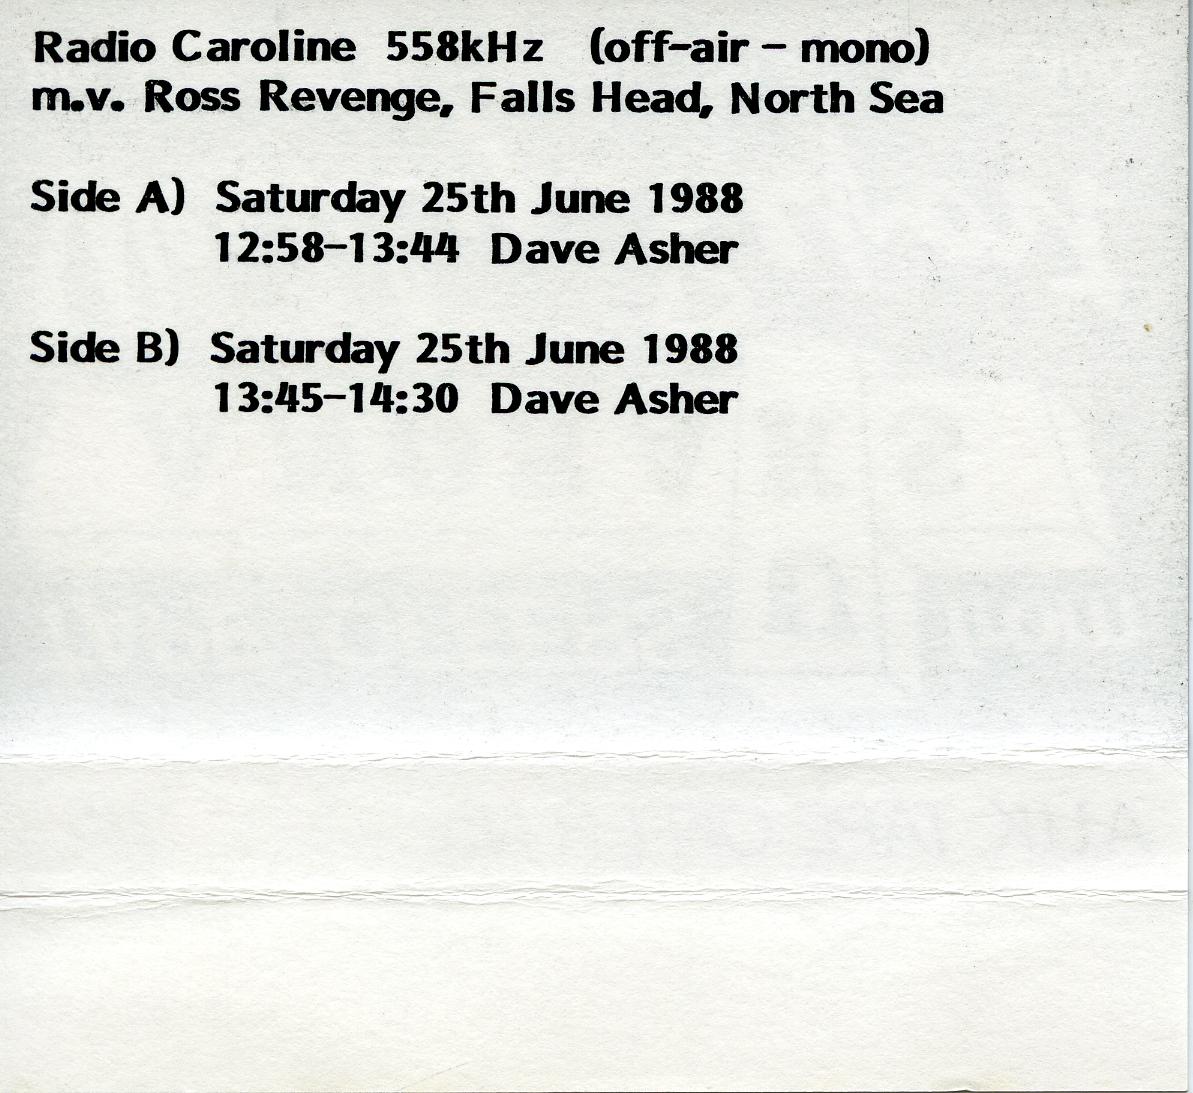 Radio Caroline 558kHz (off-air - mono)
m.v. Ross Revenge, Falls Head, North Sea
Side A) Saturday 25th June 1988
12:58-13:44 Dave Asher
Side B) Saturday 25th June 1988
13:45-14:30 Dave Asher